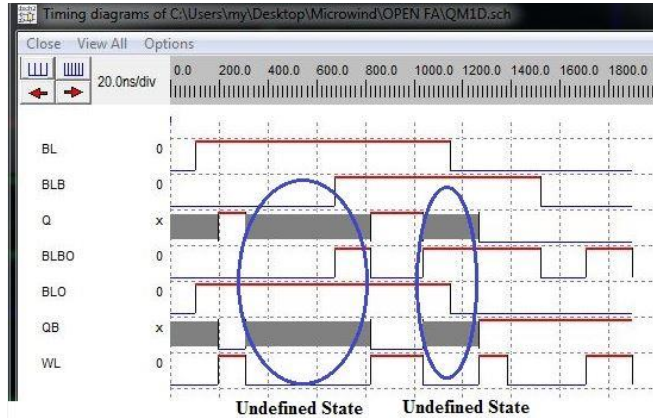 Timing diagrams of C:\Users\my\Desktop\Microwind\OPEN FA\QM1D.sch
Close View All Options
20.0ns/div 0.0 200.0 400.0 600.0 800.0 1000.0 1200.0 1400.0 1600.0 1800.0
BL 0
BLB 0
Q x
BLBO 0
BLO 0
QB x
WL 0
Undefined State Undefined State